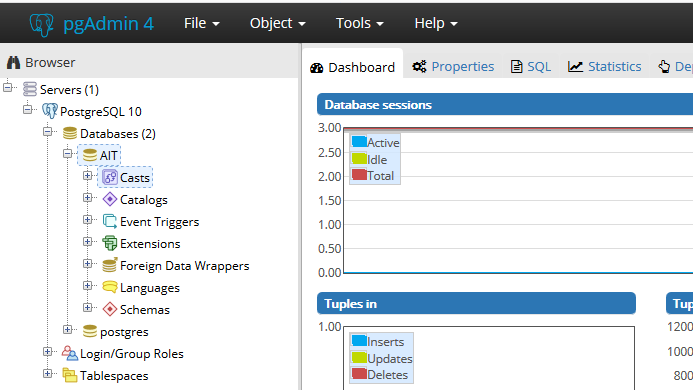 pgAdmin 4 File Object Tools Help
Browser
Servers (1)
PostgreSQL 10
Databases (2)
AIT
Casts
Catalogs
Event Triggers
Extensions
Foreign Data Wrappers
Languages
Schemas
postgres
Login/Group Roles
Tablespaces
Dashboard Properties SQL Statistics De
Database sessions
3.00
2.50
2.00
1.50
1.00
0.50
0.00
Active
Idle
Total
Tuples in
1.00
Inserts
Updates
Deletes
Tup
1200
1000
800